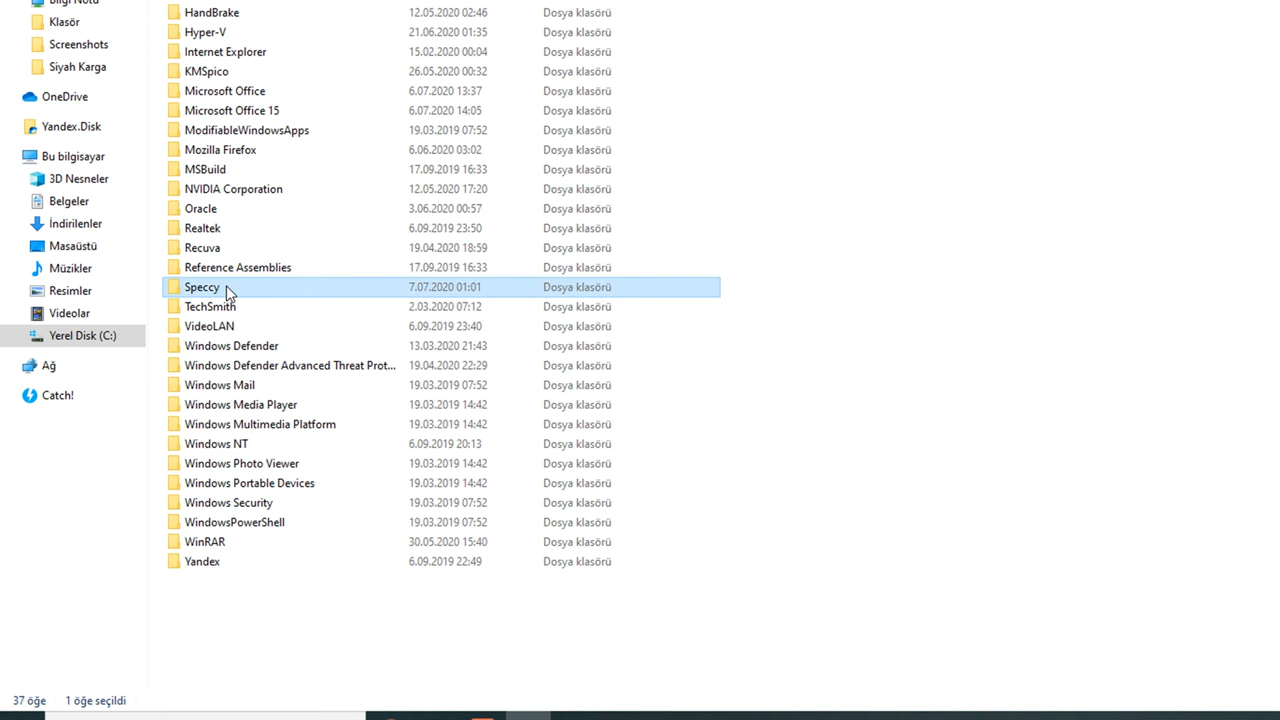 Bilgi Notu
Klasör
Screenshots
Siyah Karga
OneDrive
Yandex.Disk
Bu bilgisayar
3D Nesneler
Belgeler
İndirilenler
Masaüstü
Müzikler
Resimler
Videolar
Yerel Disk (C:)
Ağ
Catch!
HandBrake 12.05.2020 02:46 Dosya klasörü
Hyper-V 21.06.2020 01:35 Dosya klasörü
Internet Explorer 15.02.2020 00:04 Dosya klasörü
KMSpico 26.05.2020 00:32 Dosya klasörü
Microsoft Office 6.07.2020 13:37 Dosya klasörü
Microsoft Office 15 6.07.2020 14:05 Dosya klasörü
ModifiableWindowsApps 19.03.2019 07:52 Dosya klasörü
Mozilla Firefox 6.06.2020 03:02 Dosya klasörü
MSBuild 17.09.2019 16:33 Dosya klasörü
NVIDIA Corporation 12.05.2020 17:20 Dosya klasörü
Oracle 3.06.2020 00:57 Dosya klasörü
Realtek 6.09.2019 23:50 Dosya klasörü
Recuva 19.04.2020 18:59 Dosya klasörü
Reference Assemblies 17.09.2019 16:33 Dosya klasörü
Speccy 7.07.2020 01:01 Dosya klasörü
TechSmith 2.03.2020 07:12 Dosya klasörü
VideoLAN 6.09.2019 23:40 Dosya klasörü
Windows Defender 13.03.2020 21:43 Dosya klasörü
Windows Defender Advanced Threat Prot... 19.04.2020 22:29 Dosya klasörü
Windows Mail 19.03.2019 07:52 Dosya klasörü
Windows Media Player 19.03.2019 14:42 Dosya klasörü
Windows Multimedia Platform 19.03.2019 14:42 Dosya klasörü
Windows NT 6.09.2019 20:13 Dosya klasörü
Windows Photo Viewer 19.03.2019 14:42 Dosya klasörü
Windows Portable Devices 19.03.2019 14:42 Dosya klasörü
Windows Security 19.03.2019 07:52 Dosya klasörü
WindowsPowerShell 19.03.2019 07:52 Dosya klasörü
WinRAR 30.05.2020 15:40 Dosya klasörü
Yandex 6.09.2019 22:49 Dosya klasörü
37 öğe 1 öğe seçildi